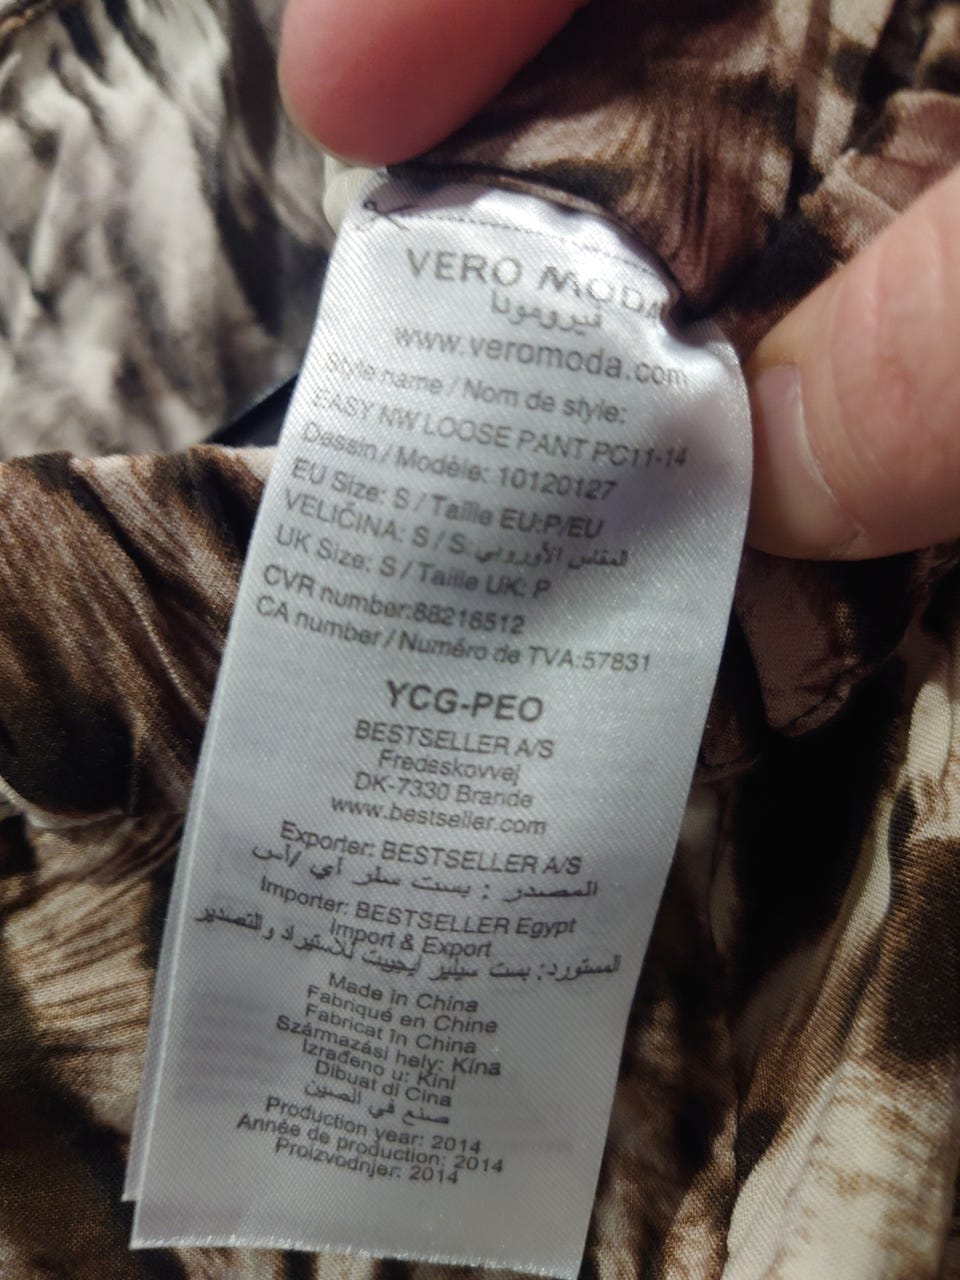 VERO MODA
فيرومودا
www.veromoda.com
Style name / Nom de style:
EASY NW LOOSE PANT PC11-14
Dessin / Modèle: 10120127
EU Size: S / Taille EU:P/EU
VELIČINA: S / S:المقاس الأوروبي
UK Size: S / Taille UK: P
CVR number:88216512
CA number / Numéro de TVA:57831
YCG-PEO
BESTSELLER A/S
Fredeskovvej
DK-7330 Brande
www.bestseller.com
Exporter: BESTSELLER A/S
المصدر : بست سلر أي /أس
Importer: BESTSELLER Egypt
Import & Export
المستورد: بست سيلير ايجيبت للاستيراد والتصدير
Made in China
Fabriqué en Chine
Fabricat în China
Származási hely: Kína
Izrađeno u: Kini
Dibuat di Cina
صنع في الصين
Production year: 2014
Année de production: 2014
Proizvodnjer: 2014